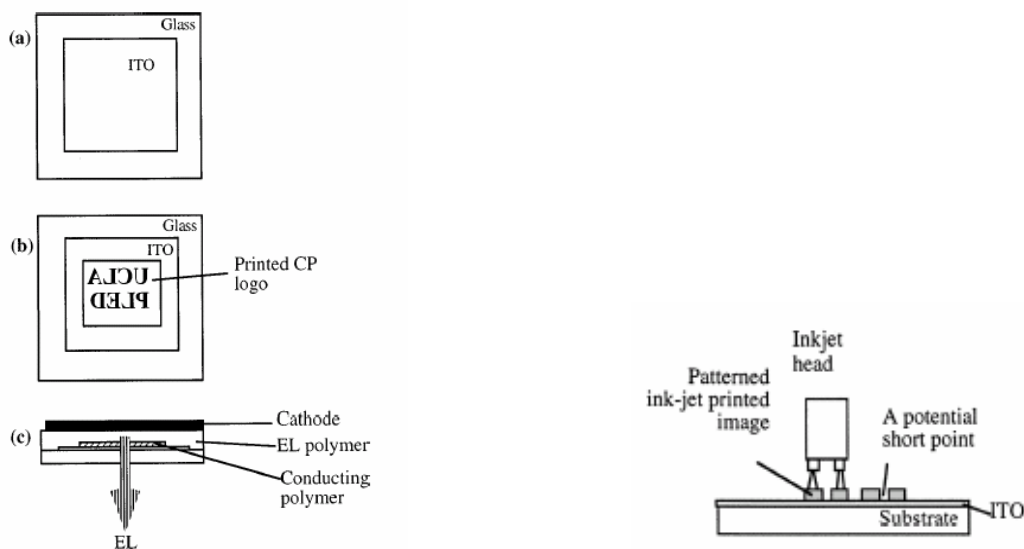 (a)
Glass
ITO
(b)
Glass
ITO
UCLA
PLED
Printed CP
logo
(c)
Cathode
EL polymer
Conducting
polymer
EL
Inkjet
head
Patterned
ink-jet printed
image
A potential
short point
ITO
Substrate